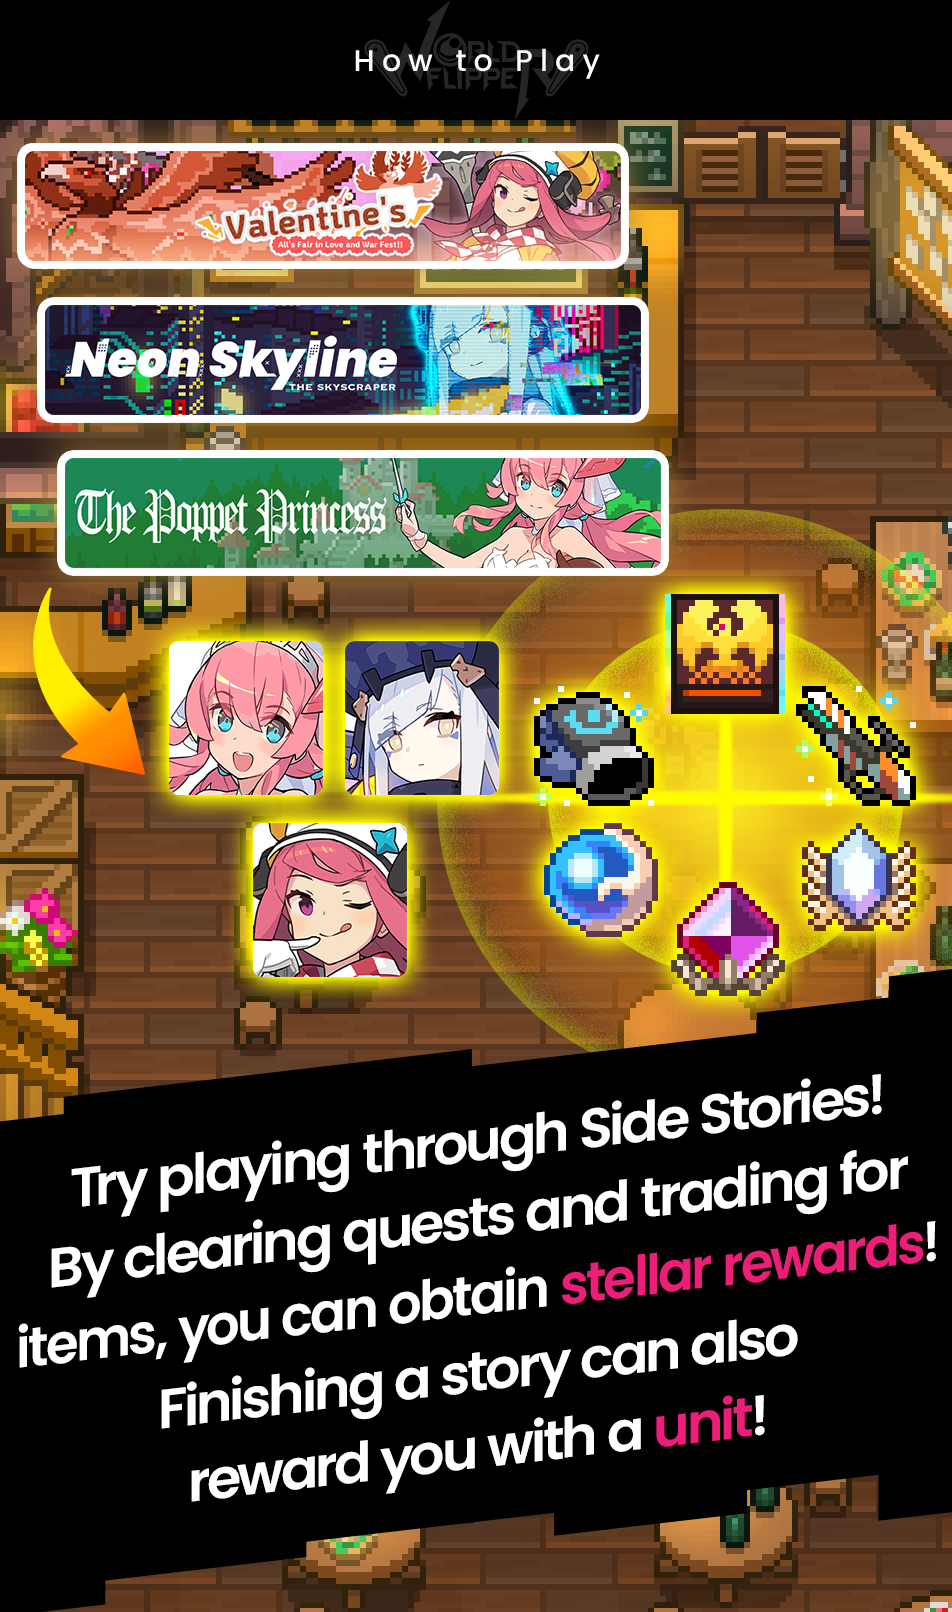 WORLD
FLIPPER
How to Play
Valentine's
All's Fair in Love and War Fest!!
Neon Skyline
THE SKYSCRAPER
The Poppet Princess
Try playing through Side Stories!
By clearing quests and trading for
items, you can obtain stellar rewards!
Finishing a story can also
reward you with a unit!